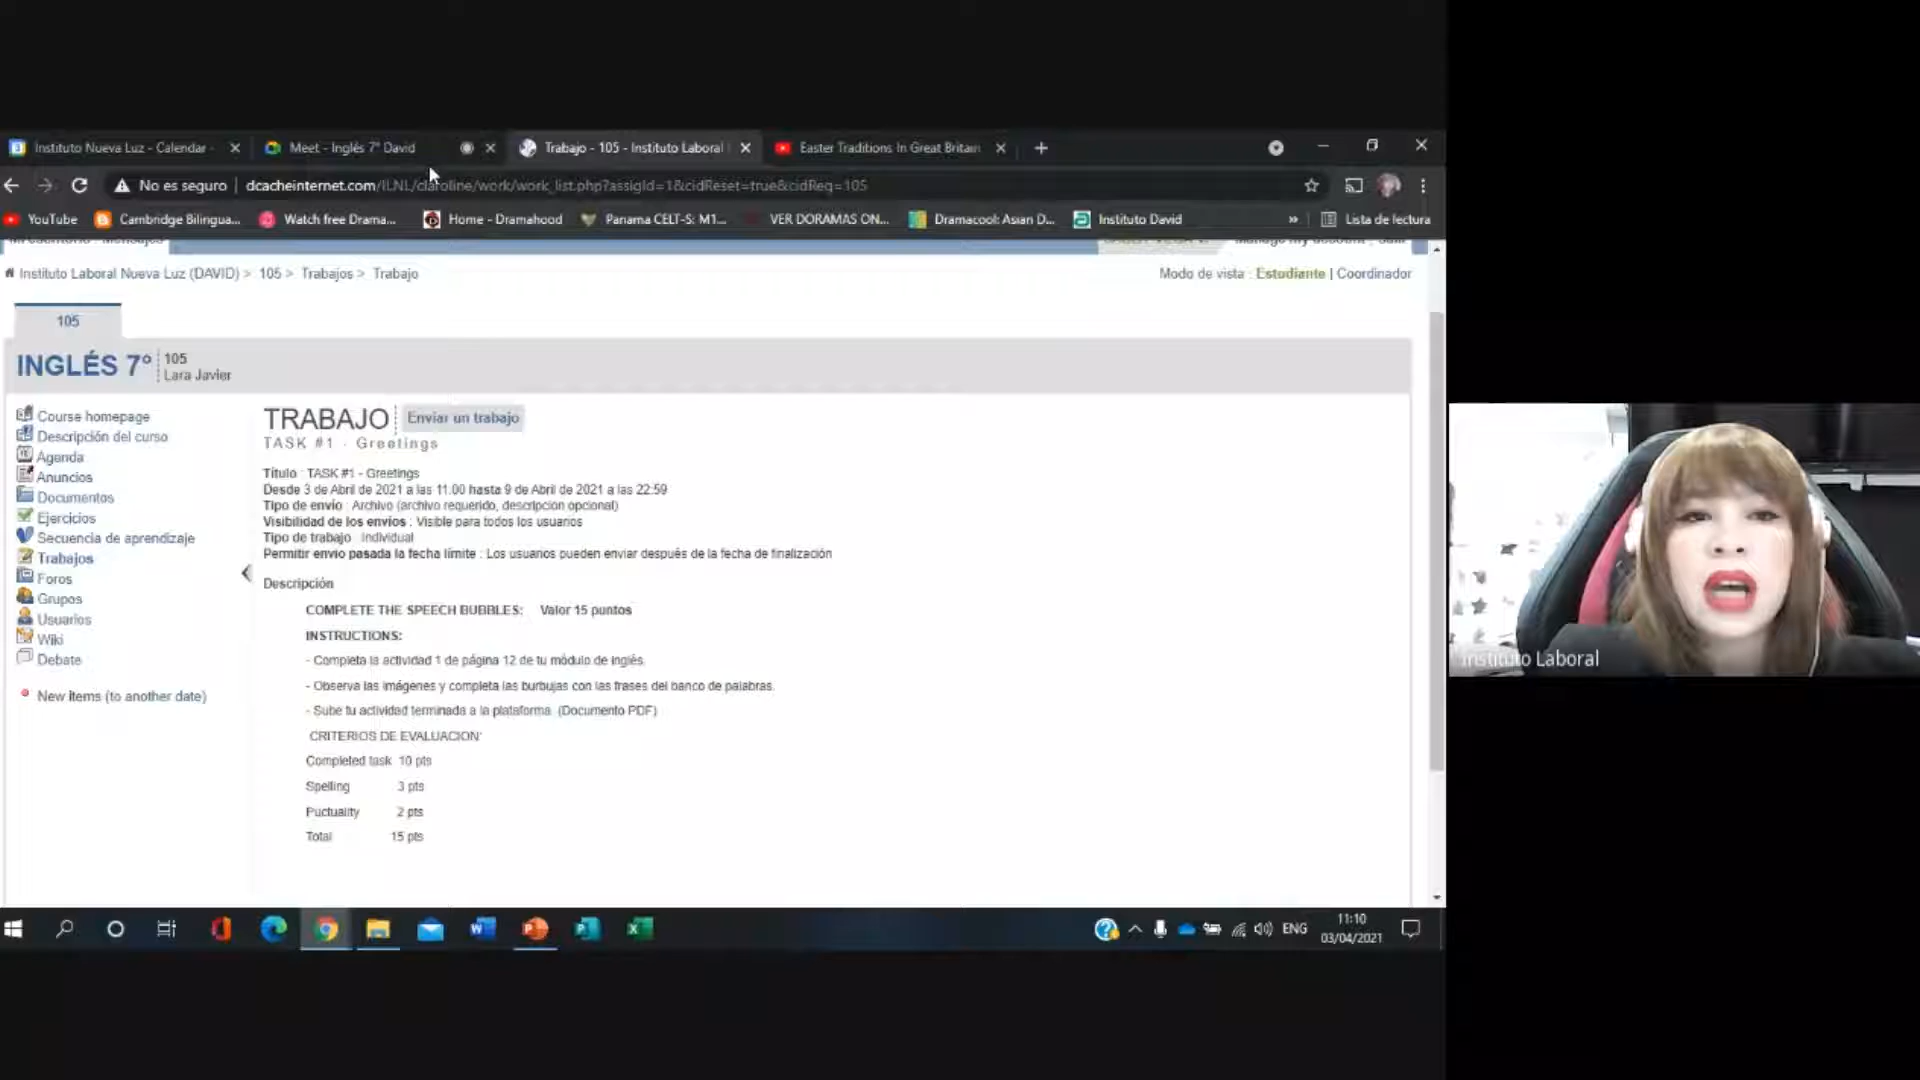 Instituto Nueva Luz - Calendar -
Meet - Inglés 7° David
Trabajo - 105 - Instituto Laboral
Easter Traditions In Great Britain
No es seguro
dcacheinternet.com/ILNL/claroline/work/work_list.php?assigId=1&cidReset=true&cidReq=105
YouTube
Cambridge Bilingua...
Watch free Drama...
Home - Dramahood
Panama CELT-S: M1...
VER DORAMAS ON...
Dramacool: Asian D...
Instituto David
»
Lista de lectura
Instituto Laboral Nueva Luz (DAVID) > 105 > Trabajos > Trabajo
Modo de vista : Estudiante | Coordinador
105
INGLÉS 7°
105
Lara Javier
Course homepage
Descripción del curso
Agenda
Anuncios
Documentos
Ejercicios
Secuencia de aprendizaje
Trabajos
Foros
Grupos
Usuarios
Wiki
Debate
New items (to another date)
TRABAJO
Enviar un trabajo
TASK #1 - Greetings
Título : TASK #1 - Greetings
Desde 3 de Abril de 2021 a las 11:00 hasta 9 de Abril de 2021 a las 22:59
Tipo de envío : Archivo (archivo requerido, descripción opcional)
Visibilidad de los envíos : Visible para todos los usuarios
Tipo de trabajo : Individual
Permitir envío pasada la fecha límite : Los usuarios pueden enviar después de la fecha de finalización
Descripción
COMPLETE THE SPEECH BUBBLES: Valor 15 puntos
INSTRUCTIONS:
- Completa la actividad 1 de página 12 de tu módulo de inglés.
- Observa las imágenes y completa las burbujas con las frases del banco de palabras.
- Sube tu actividad terminada a la plataforma. (Documento PDF)
CRITERIOS DE EVALUACION:
Completed task 10 pts
Spelling 3 pts
Puctuality 2 pts
Total 15 pts
Instituto Laboral
ENG
11:10
03/04/2021